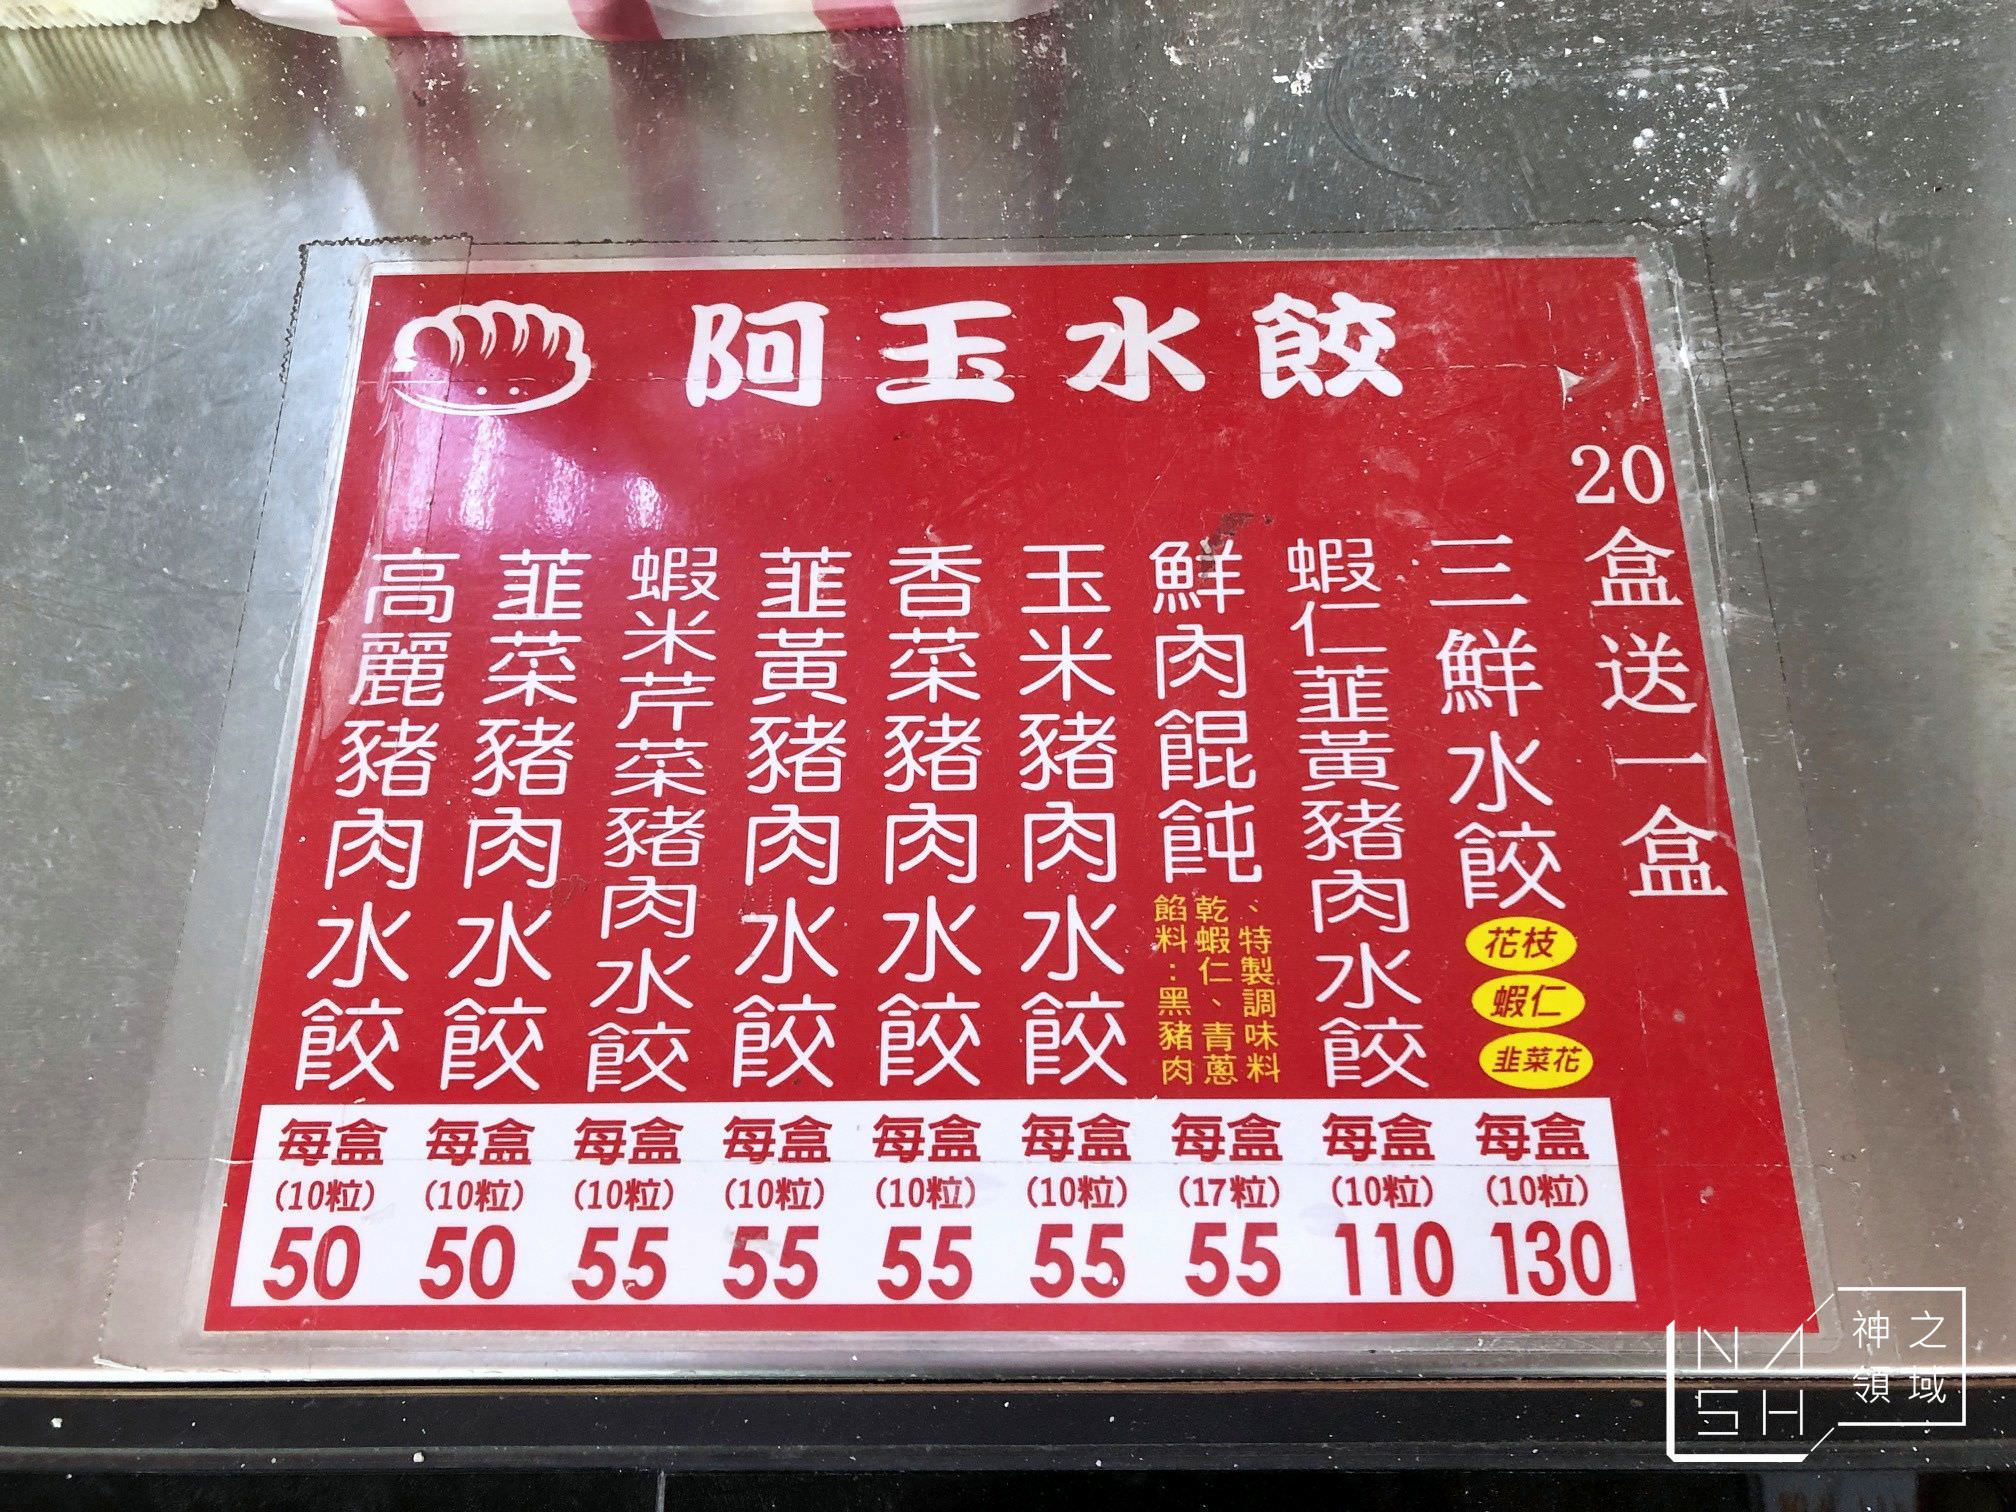 阿玉水餃
20盒送一盒
三鮮水餃
花枝
蝦仁
韭菜花
每盒
(10粒)
130
蝦仁韮黃豬肉水餃
每盒
(10粒)
110
鮮肉餛飩
餡料:黑豬肉
乾蝦仁、青蔥
、特製調味料
每盒
(17粒)
55
玉米豬肉水餃
每盒
(10粒)
55
香菜豬肉水餃
每盒
(10粒)
55
韮黃豬肉水餃
每盒
(10粒)
55
蝦米芹菜豬肉水餃
每盒
(10粒)
55
韮菜豬肉水餃
每盒
(10粒)
50
高麗豬肉水餃
每盒
(10粒)
50
NASH
神之領域